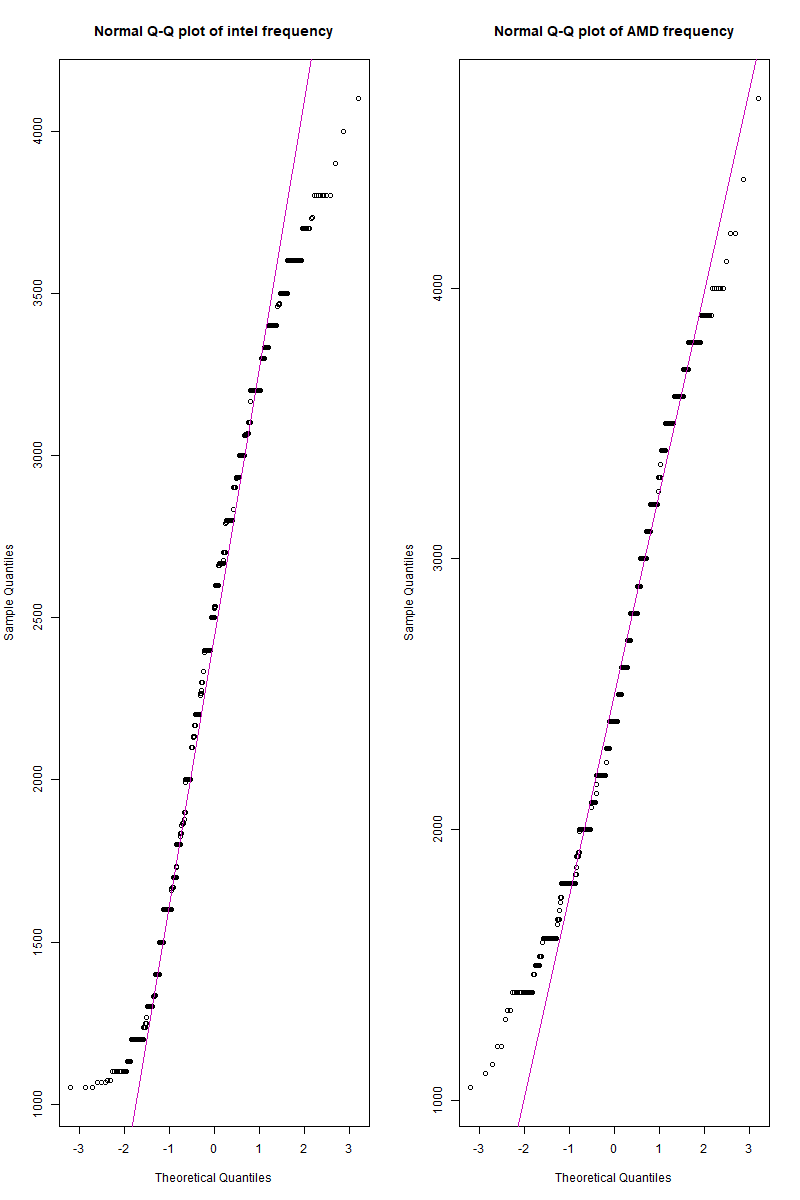 Normal Q-Q plot of intel frequency
Sample Quantiles
4000
3500
3000
2500
2000
1500
1000
-3 -2 -1 0 1 2 3
Theoretical Quantiles
Normal Q-Q plot of AMD frequency
Sample Quantiles
4000
3000
2000
1000
-3 -2 -1 0 1 2 3
Theoretical Quantiles